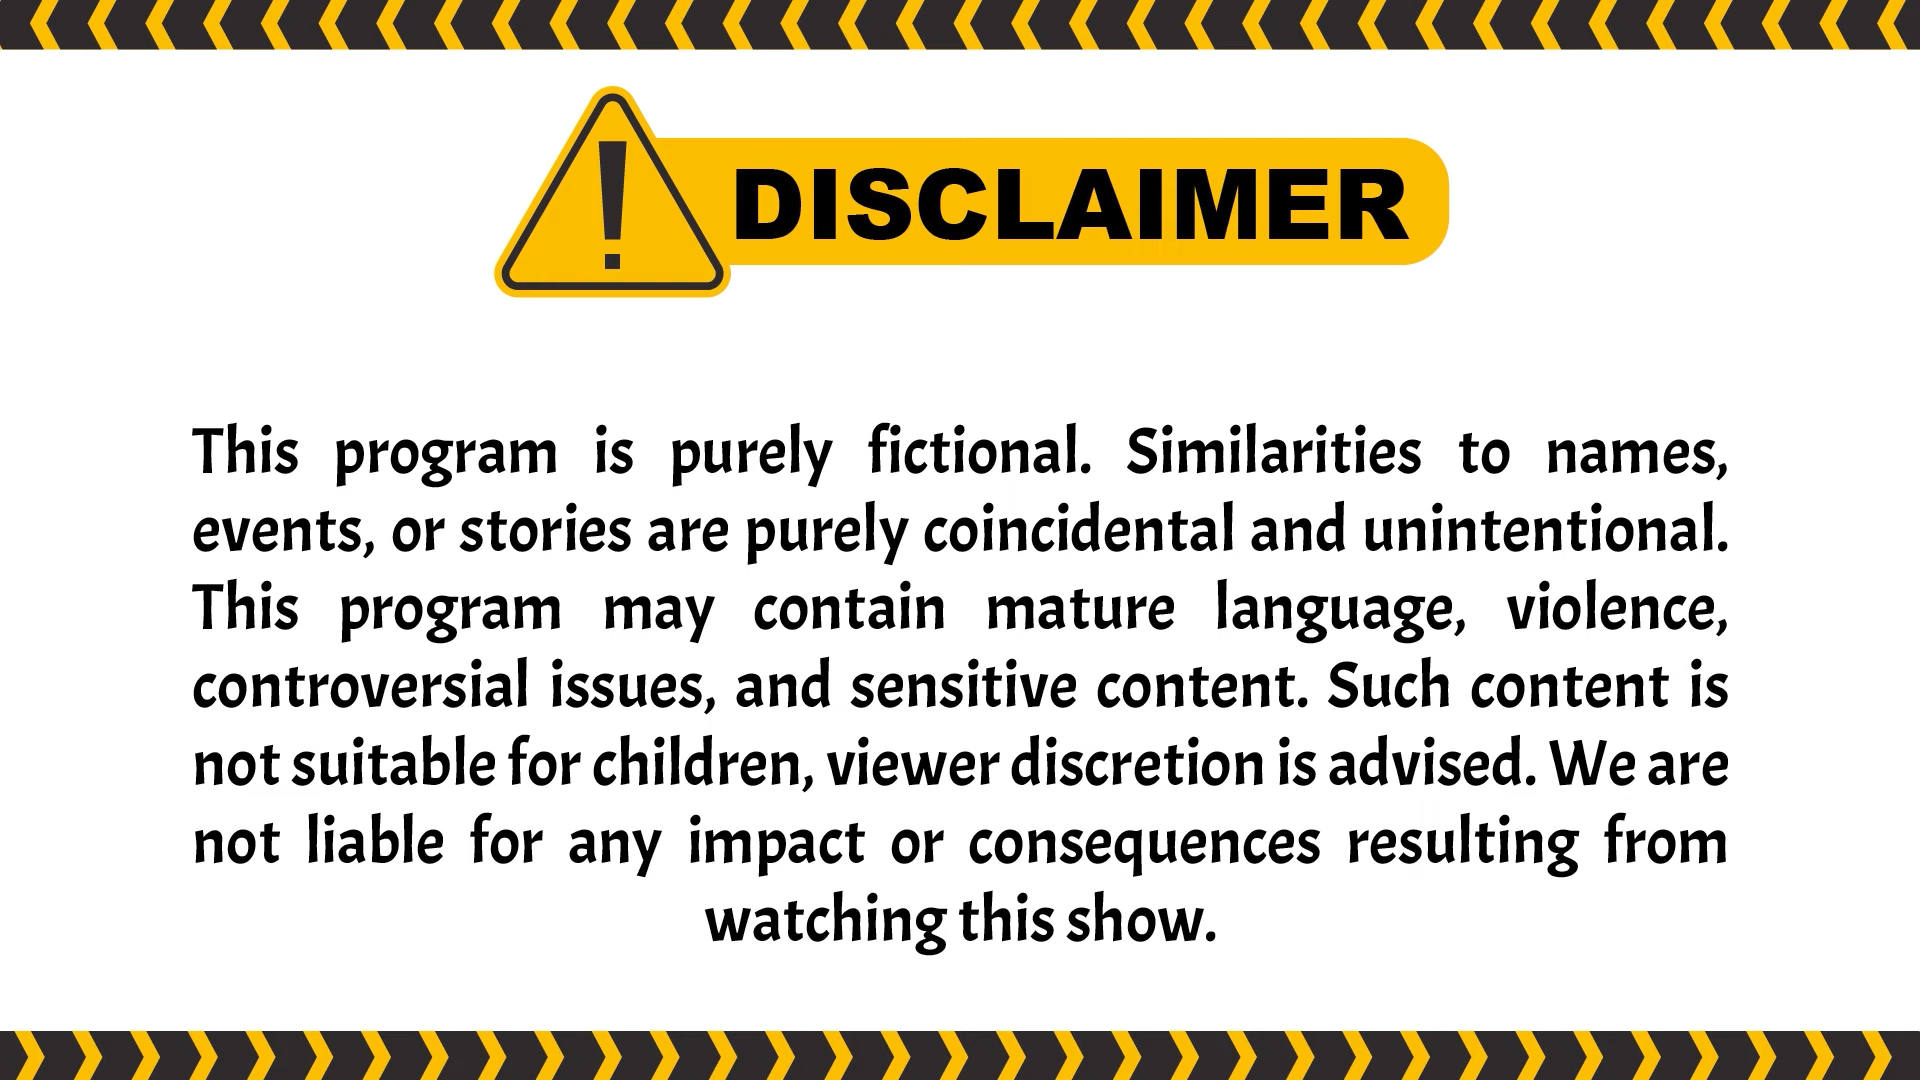 DISCLAIMER
This program is purely fictional. Similarities to names,
events, or stories are purely coincidental and unintentional.
This program may contain mature language, violence,
controversial issues, and sensitive content. Such content is
not suitable for children, viewer discretion is advised. We are
not liable for any impact or consequences resulting from
watching this show.